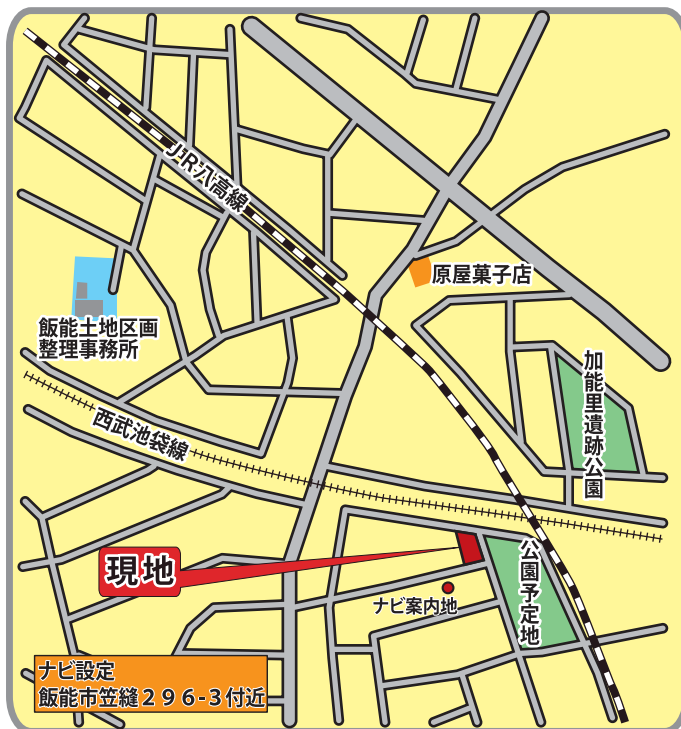 JR八高線
原屋菓子店
飯能土地区画
整理事務所
加能里遺跡公園
西武池袋線
公園予定地
現地
ナビ案内地
ナビ設定
飯能市笠縫２９６-３付近